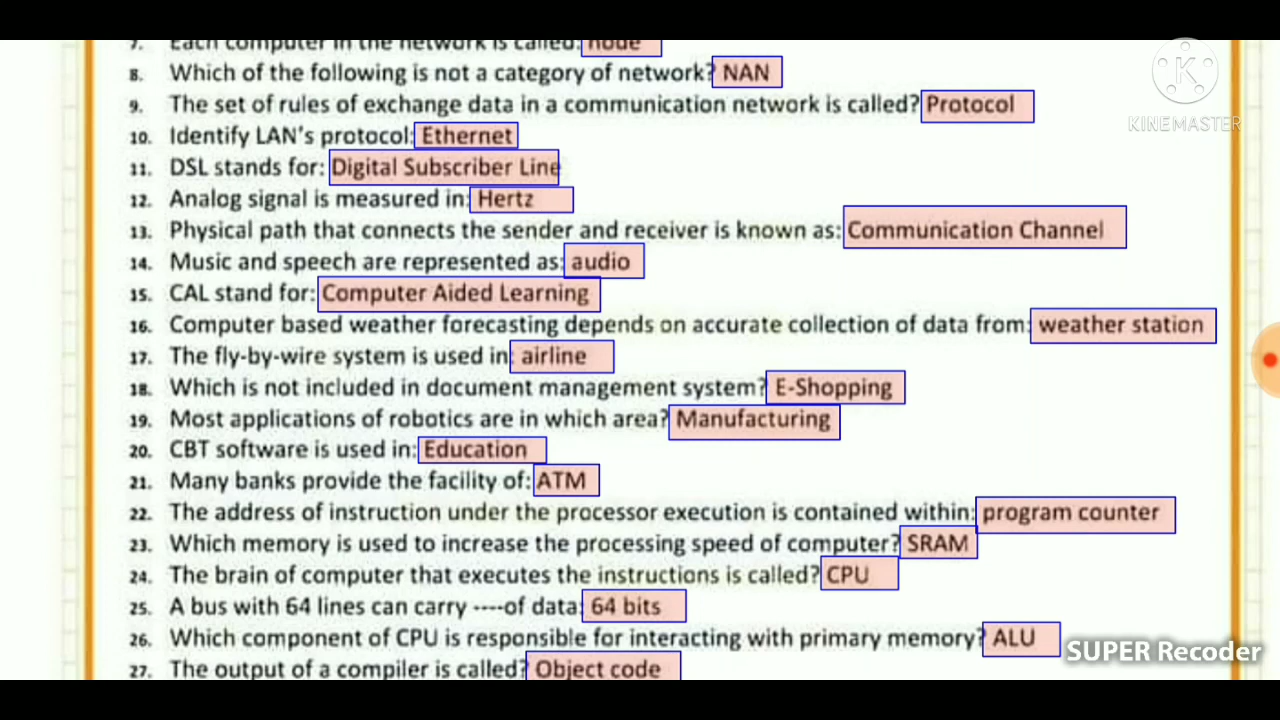 7. Each computer in the network is called: node
8. Which of the following is not a category of network? NAN
9. The set of rules of exchange data in a communication network is called? Protocol
10. Identify LAN's protocol: Ethernet
11. DSL stands for: Digital Subscriber Line
12. Analog signal is measured in: Hertz
13. Physical path that connects the sender and receiver is known as: Communication Channel
14. Music and speech are represented as: audio
15. CAL stand for: Computer Aided Learning
16. Computer based weather forecasting depends on accurate collection of data from: weather station
17. The fly-by-wire system is used in: airline
18. Which is not included in document management system? E-Shopping
19. Most applications of robotics are in which area? Manufacturing
20. CBT software is used in: Education
21. Many banks provide the facility of: ATM
22. The address of instruction under the processor execution is contained within: program counter
23. Which memory is used to increase the processing speed of computer? SRAM
24. The brain of computer that executes the instructions is called? CPU
25. A bus with 64 lines can carry ----of data: 64 bits
26. Which component of CPU is responsible for interacting with primary memory? ALU
27. The output of a compiler is called? Object code
K
KINEMASTER
SUPER Recoder